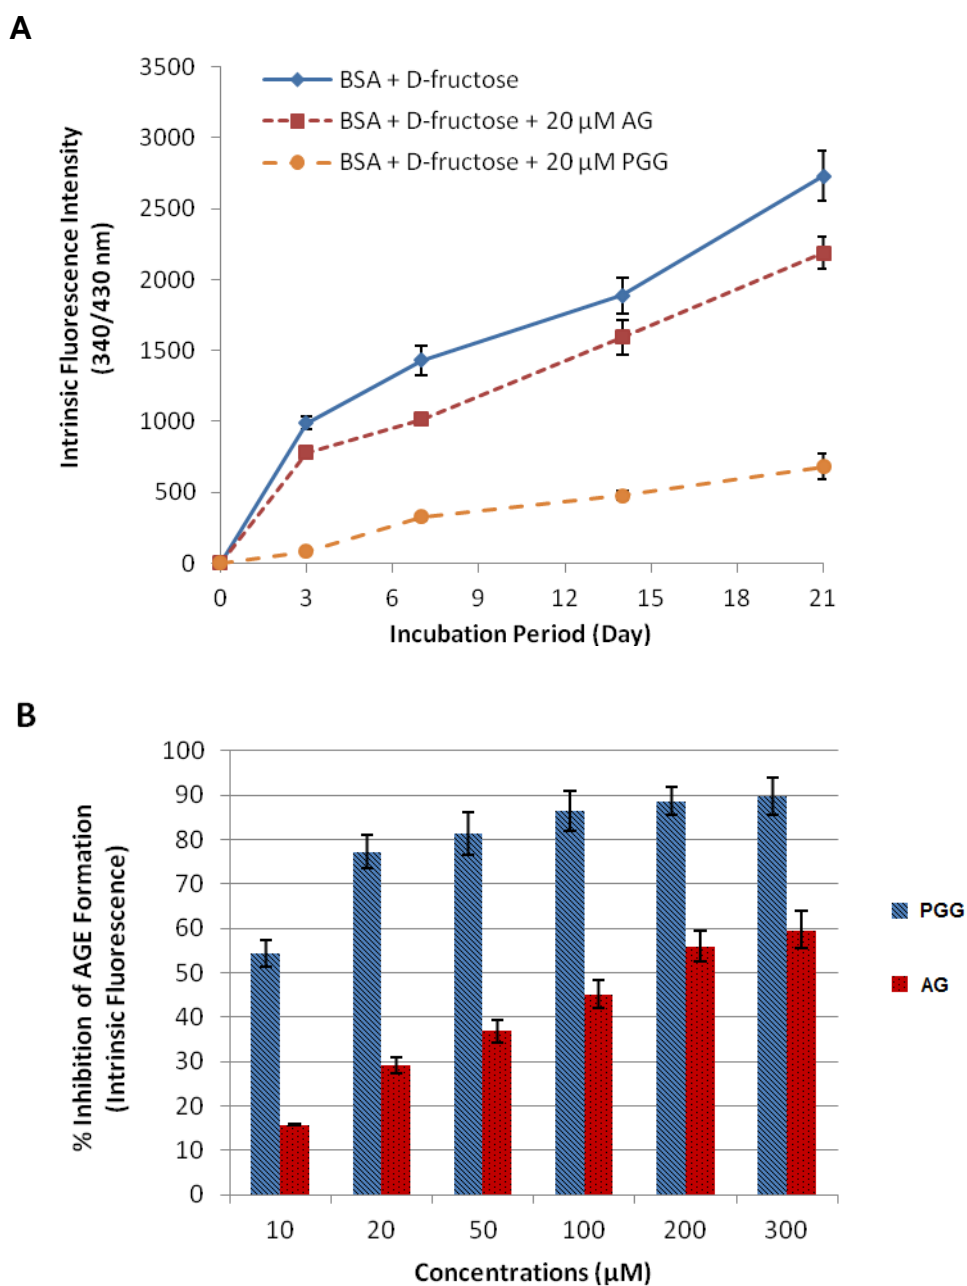 A
3500
3000
2500
2000
1500
1000
500
0
Intrinsic Fluorescence Intensity
(340/430 nm)
BSA + D-fructose
BSA + D-fructose + 20 µM AG
BSA + D-fructose + 20 µM PGG
0 3 6 9 12 15 18 21
Incubation Period (Day)
B
100
90
80
70
60
50
40
30
20
10
0
% Inhibition of AGE Formation
(Intrinsic Fluorescence)
PGG
AG
10 20 50 100 200 300
Concentrations (µM)